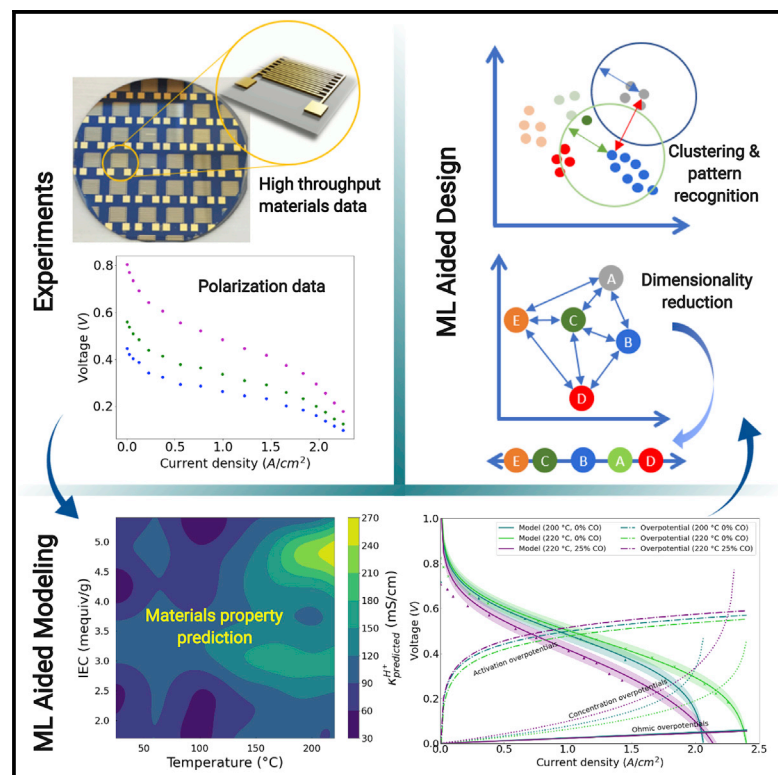 Experiments
High throughput
materials data
Polarization data
0.8
0.6
0.4
0.2
Voltage (V)
0.0 0.5 1.0 1.5 2.0
Current density (A/cm²)
ML Aided Design
Clustering &
pattern
recognition
Dimensionality
reduction
A
E
C
B
D
E C B A D
ML Aided Modeling
5.0
4.5
4.0
3.5
3.0
2.5
2.0
IEC (mequiv/g)
Materials property
prediction
50 100 150 200
Temperature (°C)
270
240
210
180
150
120
90
60
30
κ^H+_predicted (mS/cm)
Model (200 °C, 0% CO)
Model (220 °C, 0% CO)
Model (220 °C, 25% CO)
Overpotential (200 °C 0% CO)
Overpotential (220 °C 0% CO)
Overpotential (220 °C 25% CO)
1.0
0.8
0.6
0.4
0.2
0.0
Voltage (V)
Activation overpotentials
Concentration overpotentials
Ohmic overpotentials
0.0 0.5 1.0 1.5 2.0 2.5
Current density (A/cm²)